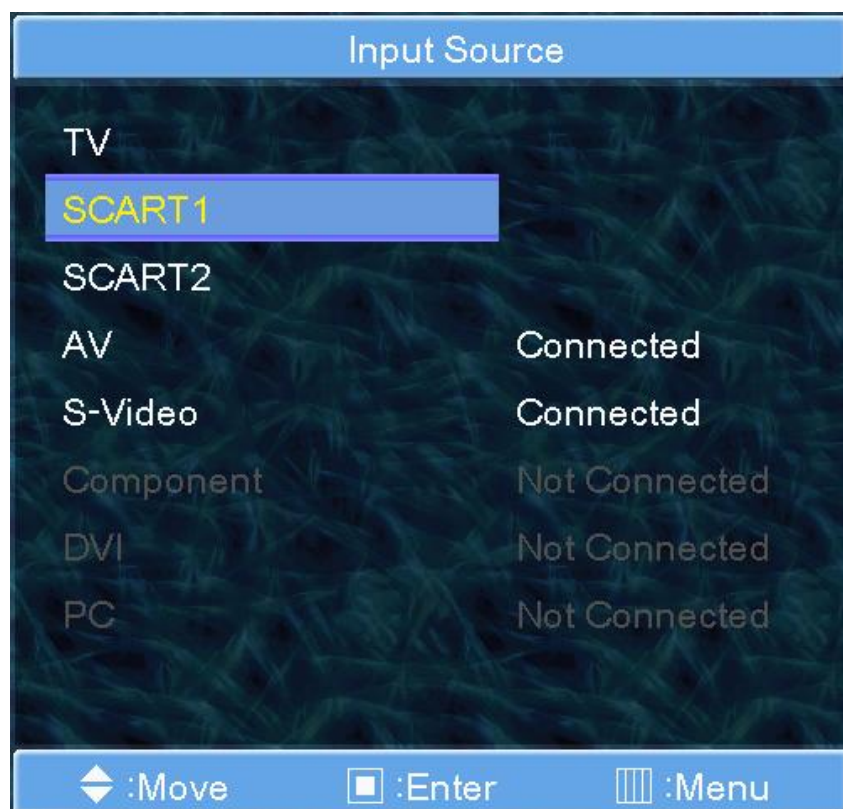 Input Source
TV
SCART1
SCART2
AV Connected
S-Video Connected
Component Not Connected
DVI Not Connected
PC Not Connected
:Move :Enter :Menu